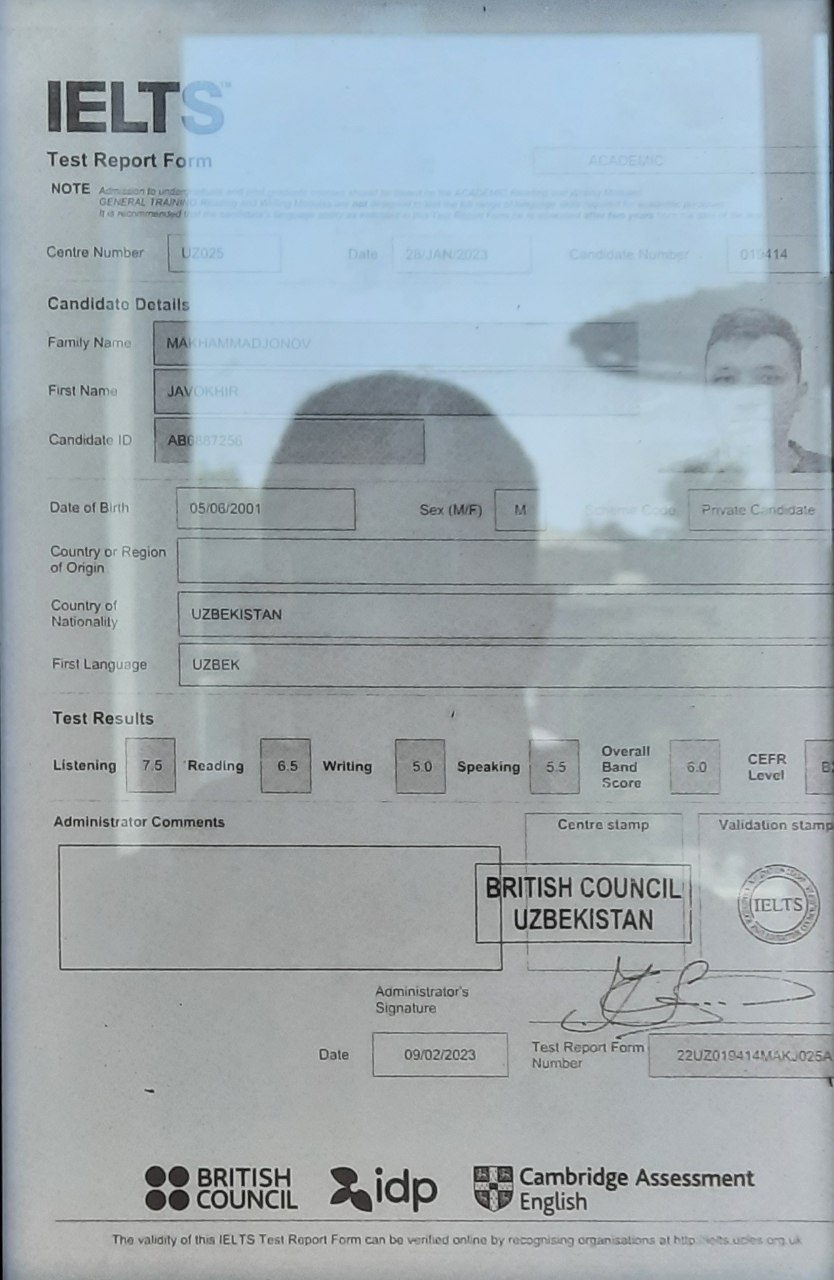 IELTS™
Test Report Form
ACADEMIC
NOTE Admission to undergraduate and post graduate courses should be based on the ACADEMIC Reading and Writing Modules.
GENERAL TRAINING Reading and Writing Modules are not designed to test the full range of language skills required for academic purposes.
It is recommended that the candidate's language ability as indicated in this Test Report Form be re-assessed after two years from the date of the test.
Centre Number UZ025 Date 28/JAN/2023 Candidate Number 019414
Candidate Details
Family Name MAKHAMMADJONOV
First Name JAVOKHIR
Candidate ID AB6887256
Date of Birth 05/06/2001 Sex (M/F) M Scheme Code Private Candidate
Country or Region
of Origin
Country of
Nationality UZBEKISTAN
First Language UZBEK
Test Results
Listening 7.5 Reading 6.5 Writing 5.0 Speaking 5.5 Overall Band Score 6.0 CEFR Level
Administrator Comments Centre stamp Validation stamp
BRITISH COUNCIL
UZBEKISTAN
IELTS
Administrator's
Signature
Date 09/02/2023 Test Report Form Number 22UZ019414MAKJ025A
BRITISH COUNCIL idp Cambridge Assessment English
The validity of this IELTS Test Report Form can be verified online by recognising organisations at http://ielts.ucles.org.uk